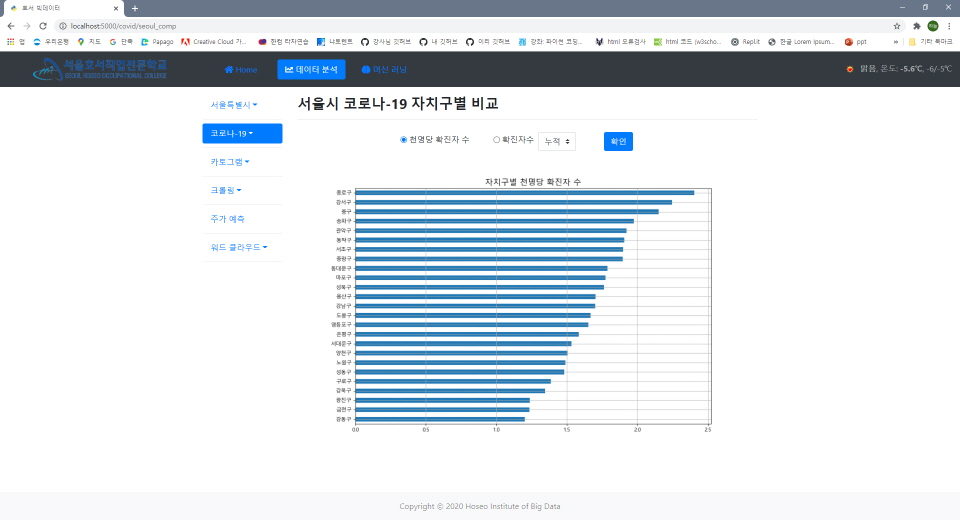 호서 빅데이터
localhost:5000/covid/seoul_comp
앱 우리은행 지도 단축 Papago Creative Cloud 가... 한컴 타자연습 냐토렌트 강사님 깃허브 내 깃허브 이쪽 깃허브 강좌: 파이썬 코딩... html 오류검사 html 코드 (w3scho... Repl.it 한글 Lorem Ipsum... ppt » 기타 북마크
서울호서직업전문학교
SEOUL HOSEO OCCUPATIONAL COLLEGE
Home 데이터 분석 머신 러닝 맑음, 온도: -5.6℃, -6/-5℃
서울특별시
코로나-19
카토그램
크롤링
주가 예측
워드 클라우드
서울시 코로나-19 자치구별 비교
천명당 확진자 수 확진자수 누적 확인
자치구별 천명당 확진자 수
종로구
강서구
중구
송파구
관악구
동작구
서초구
중랑구
동대문구
마포구
성북구
용산구
강남구
도봉구
영등포구
은평구
서대문구
양천구
노원구
성동구
구로구
강북구
광진구
금천구
강동구
0.0 0.5 1.0 1.5 2.0 2.5
Copyright © 2020 Hoseo Institute of Big Data